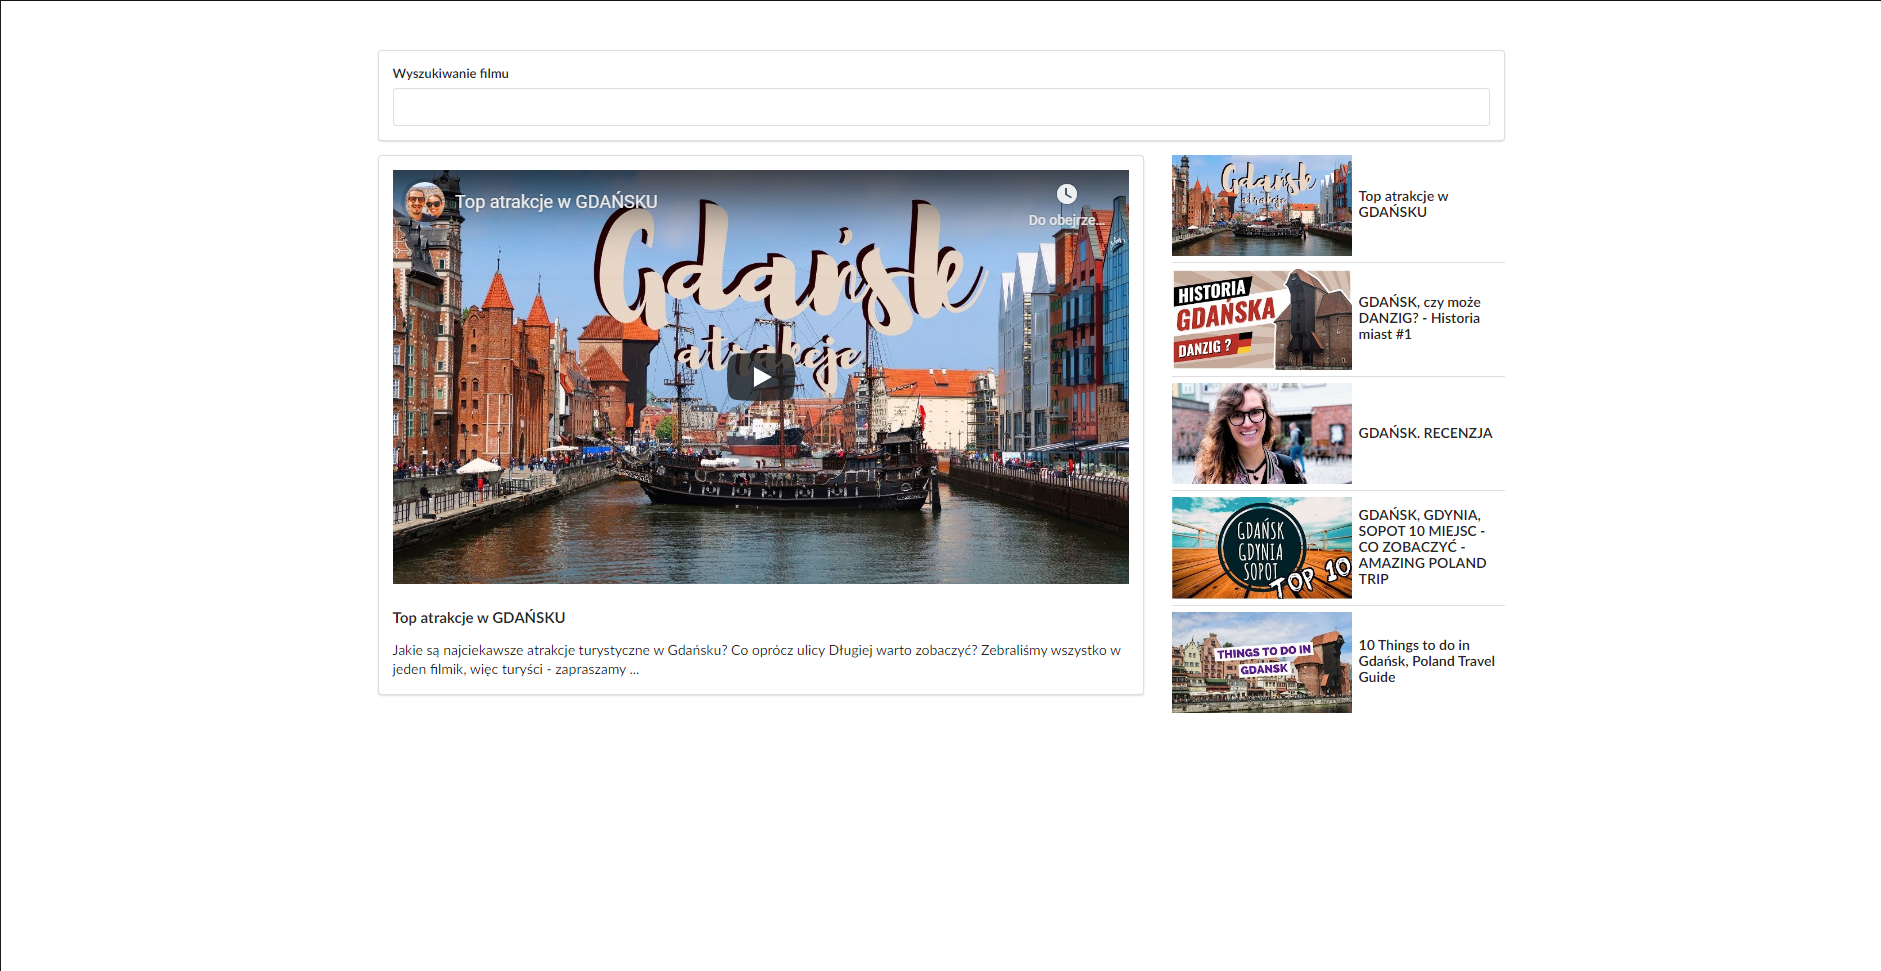 Wyszukiwanie filmu
Top atrakcje w GDAŃSKU
Do obejrze...
Gdańsk
atrakcje
Top atrakcje w GDAŃSKU
Jakie są najciekawsze atrakcje turystyczne w Gdańsku? Co oprócz ulicy Długiej warto zobaczyć? Zebraliśmy wszystko w
jeden filmik, więc turyści - zapraszamy ...
Gdańsk
atrakcje
Top atrakcje w
GDAŃSKU
HISTORIA
GDAŃSKA
DANZIG ?
GDAŃSK, czy może
DANZIG? - Historia
miast #1
GDAŃSK. RECENZJA
GDAŃSK
GDYNIA
SOPOT
TOP 10
GDAŃSK, GDYNIA,
SOPOT 10 MIEJSC -
CO ZOBACZYĆ -
AMAZING POLAND
TRIP
THINGS TO DO IN
GDANSK
10 Things to do in
Gdańsk, Poland Travel
Guide